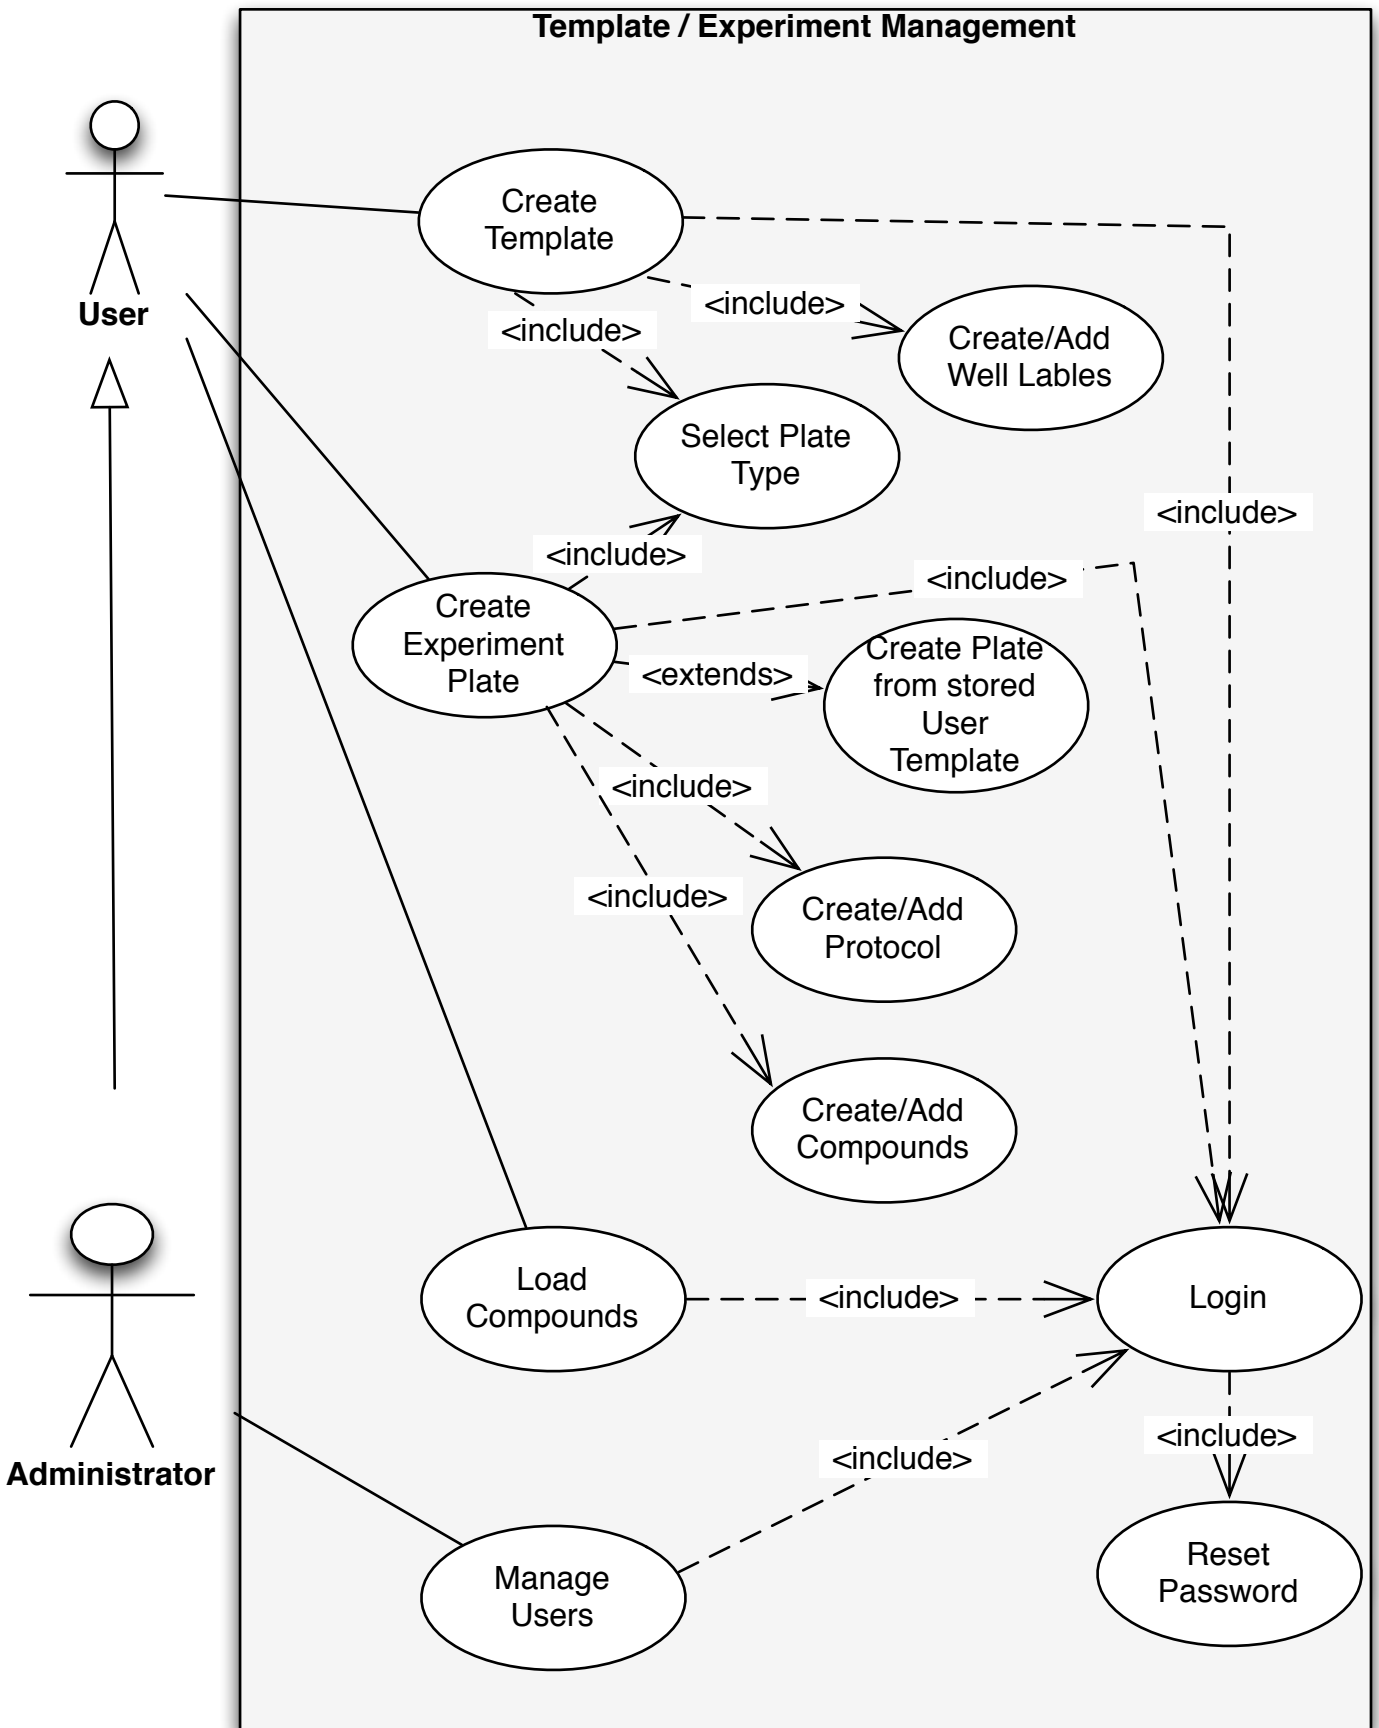 Template / Experiment Management
Create
Template
User
<include>
<include>
Create/Add
Well Lables
Select Plate
Type
<include>
<include>
<include>
Create
Experiment
Plate
<extends>
Create Plate
from stored
User
Template
<include>
<include>
Create/Add
Protocol
Create/Add
Compounds
Load
Compounds
<include>
Login
<include>
<include>
Administrator
Manage
Users
Reset
Password